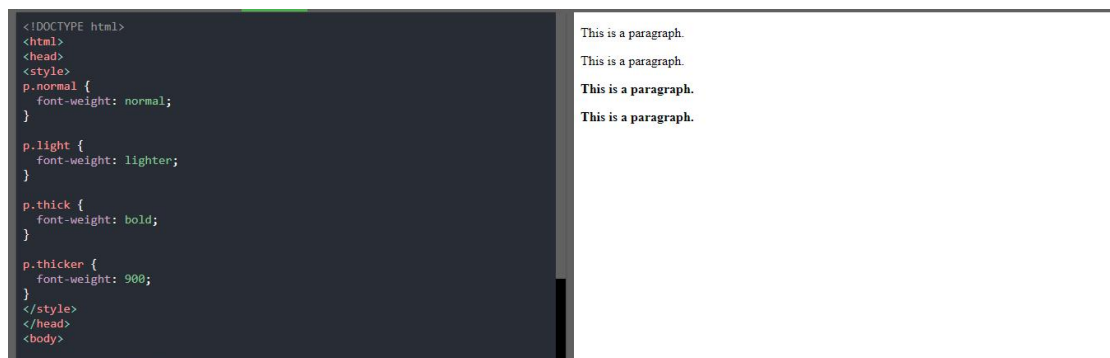 <!DOCTYPE html>
<html>
<head>
<style>
p.normal {
  font-weight: normal;
}
p.light {
  font-weight: lighter;
}
p.thick {
  font-weight: bold;
}
p.thicker {
  font-weight: 900;
}
</style>
</head>
<body>
This is a paragraph.
This is a paragraph.
This is a paragraph.
This is a paragraph.